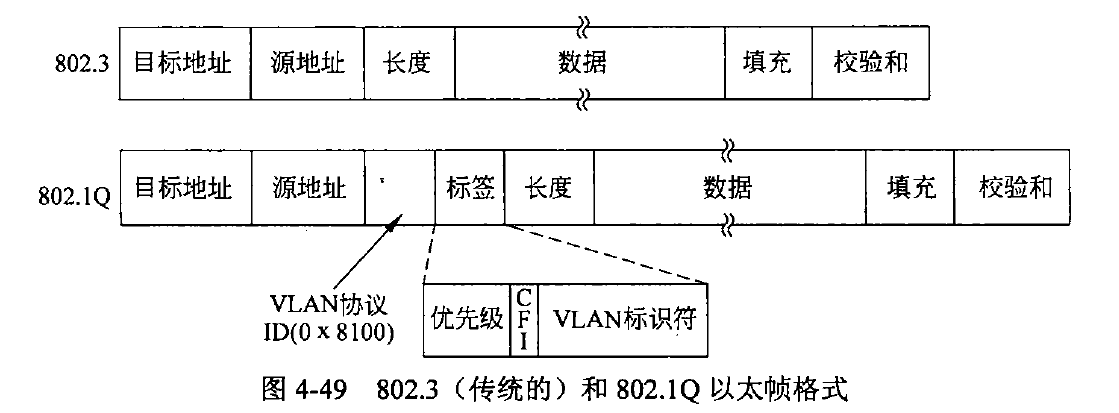 802.3 目标地址 源地址 长度 数据 填充 校验和
802.1Q 目标地址 源地址 标签 长度 数据 填充 校验和
VLAN协议
ID(0×8100)
优先级 CFI VLAN标识符
图 4-49 802.3（传统的）和 802.1Q 以太帧格式